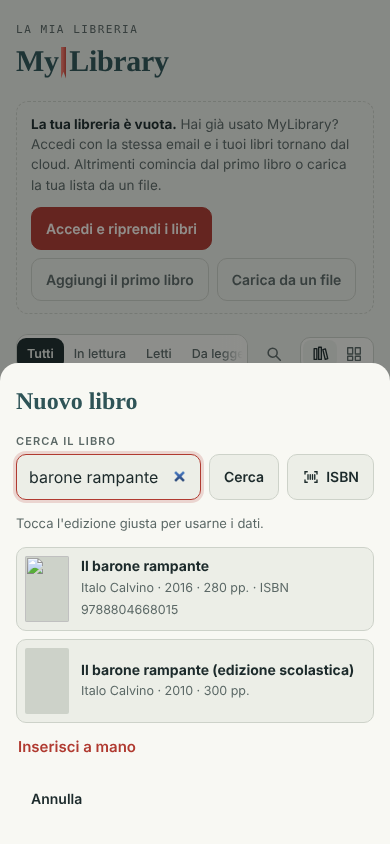 LA MIA LIBRERIA
My Library
La tua libreria è vuota. Hai già usato MyLibrary?
Accedi con la stessa email e i tuoi libri tornano dal
cloud. Altrimenti comincia dal primo libro o carica
la tua lista da un file.
Accedi e riprendi i libri
Aggiungi il primo libro
Carica da un file
Tutti
In lettura
Letti
Da legg
Nuovo libro
CERCA IL LIBRO
barone rampante
Cerca
ISBN
Tocca l'edizione giusta per usarne i dati.
Il barone rampante
Italo Calvino · 2016 · 280 pp. · ISBN
9788804668015
Il barone rampante (edizione scolastica)
Italo Calvino · 2010 · 300 pp.
Inserisci a mano
Annulla